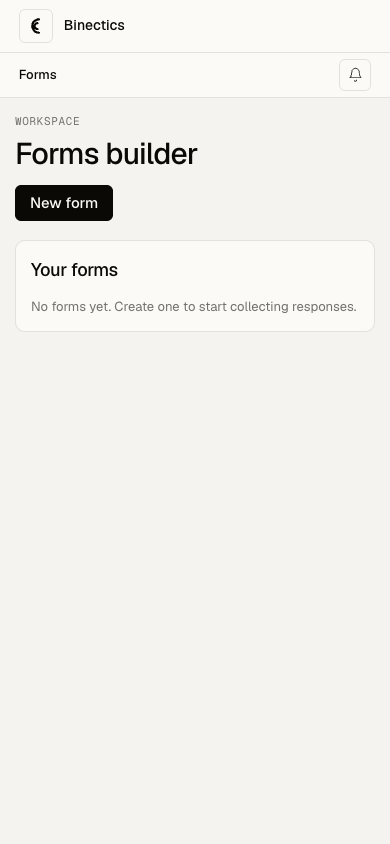 Binectics
Forms
WORKSPACE
Forms builder
New form
Your forms
No forms yet. Create one to start collecting responses.